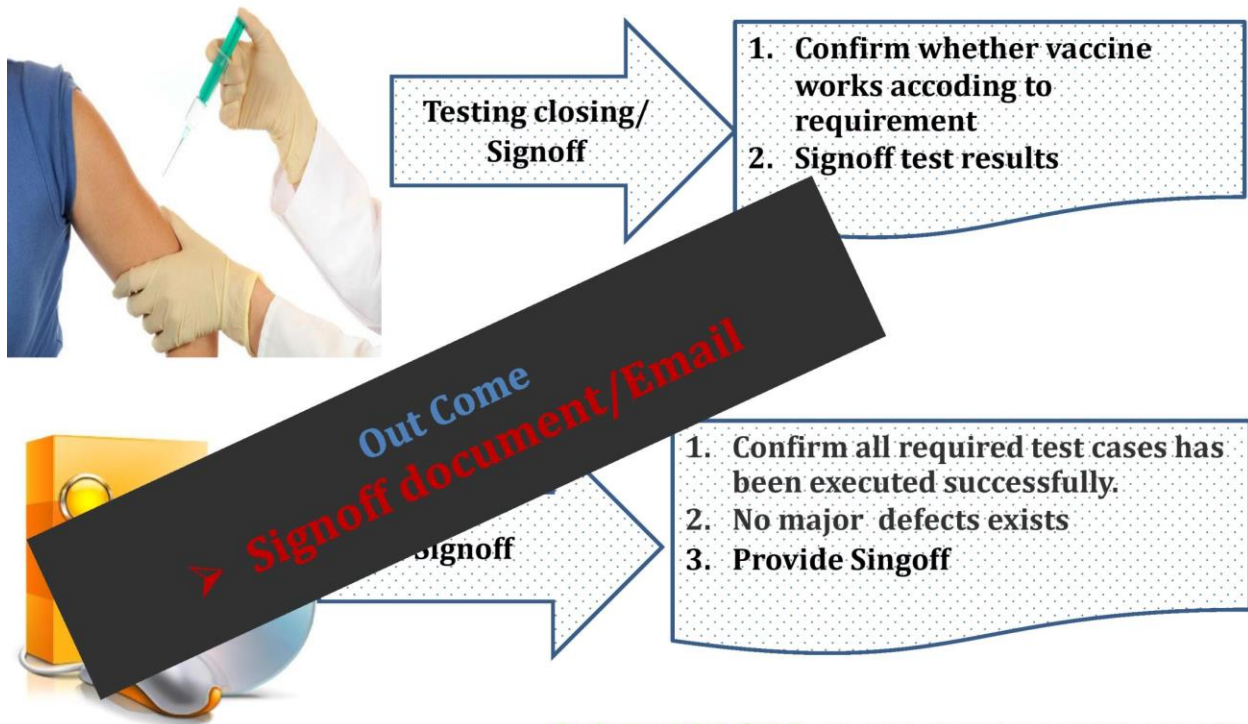 Testing closing/
Signoff
1. Confirm whether vaccine
works accoding to
requirement
2. Signoff test results
Out Come
➤ Signoff document/Email
Signoff
1. Confirm all required test cases has
been executed successfully.
2. No major defects exists
3. Provide Singoff